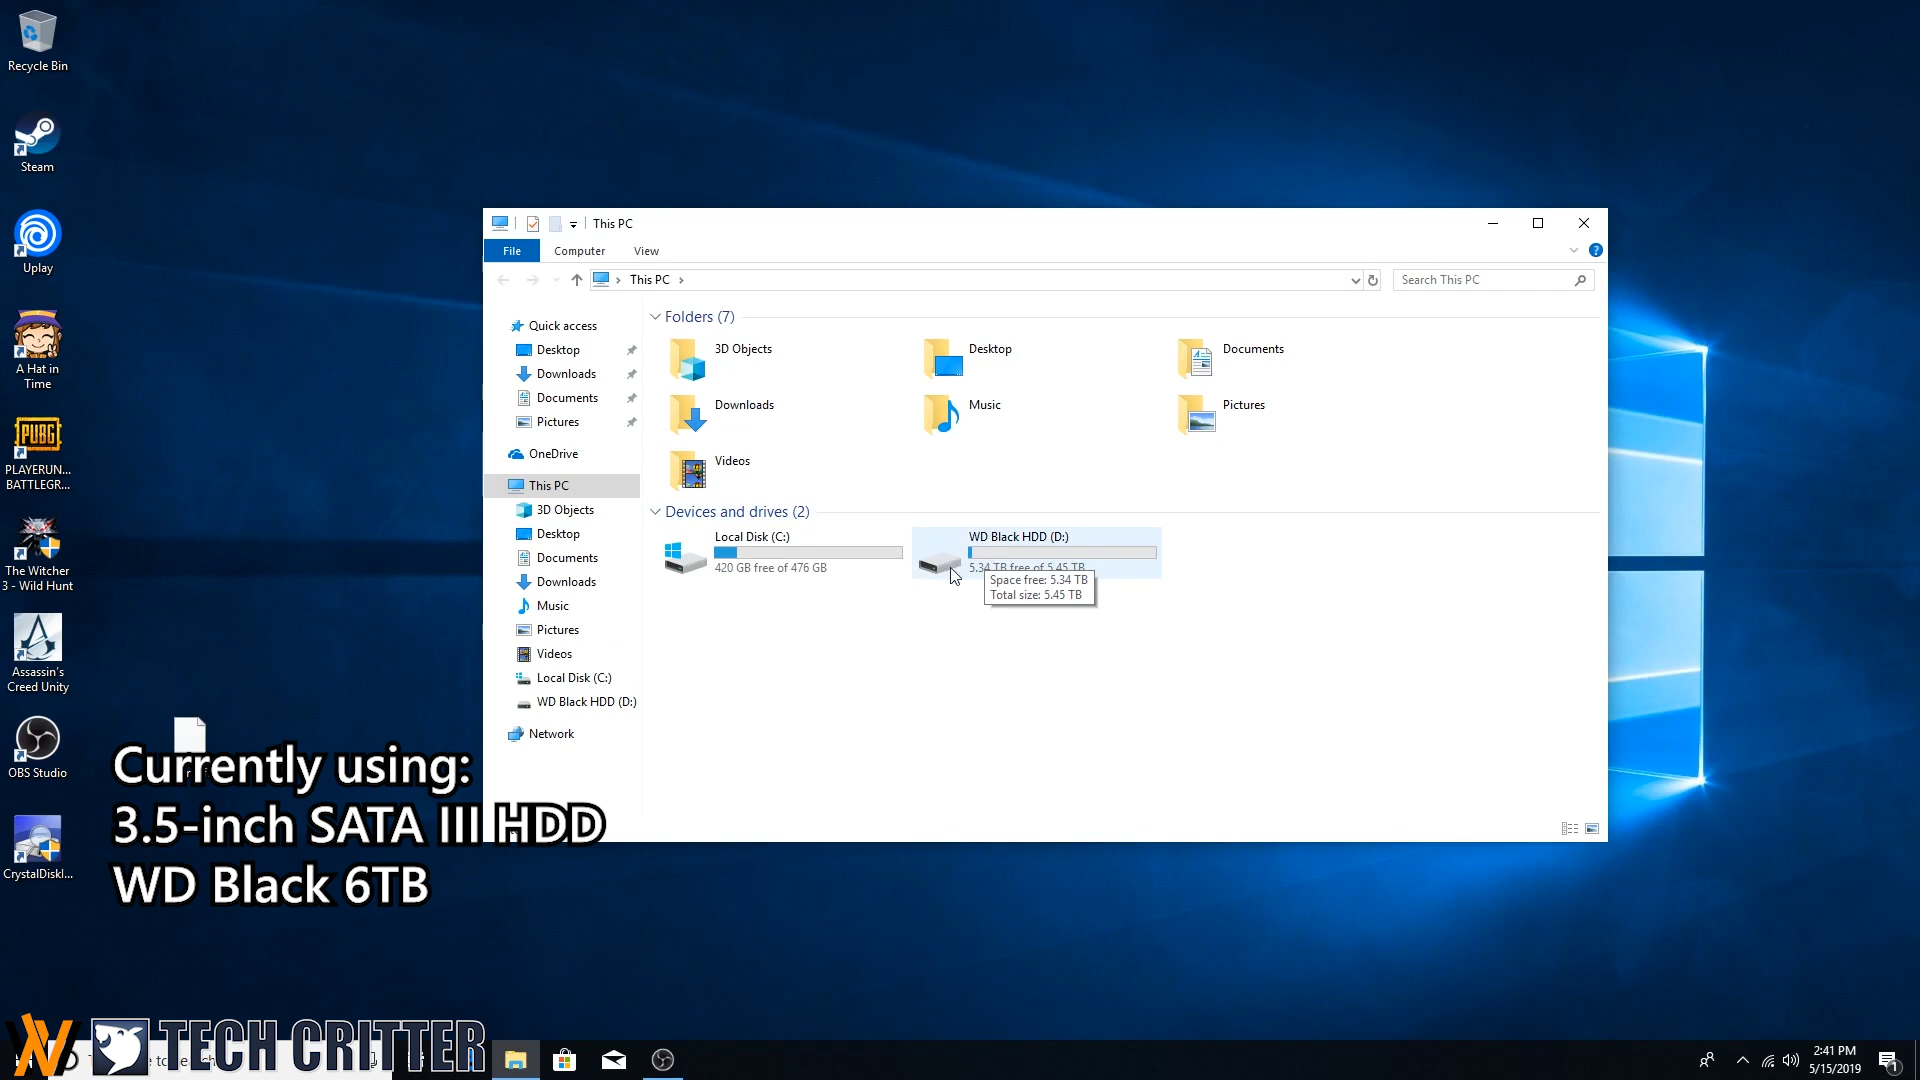 Recycle Bin
Steam
Uplay
A Hat in
Time
PUBG
PLAYERUN...
BATTLEGR...
The Witcher
3 - Wild Hunt
Assassin's
Creed Unity
OBS Studio
CrystalDiskI...
This PC
File
Computer
View
This PC
Search This PC
Quick access
Desktop
Downloads
Documents
Pictures
OneDrive
This PC
3D Objects
Desktop
Documents
Downloads
Music
Pictures
Videos
Local Disk (C:)
WD Black HDD (D:)
Network
Folders (7)
3D Objects
Desktop
Documents
Downloads
Music
Pictures
Videos
Devices and drives (2)
Local Disk (C:)
420 GB free of 476 GB
WD Black HDD (D:)
5.34 TB free of 5.45 TB
Space free: 5.34 TB
Total size: 5.45 TB
Currently using:
3.5-inch SATA III HDD
WD Black 6TB
TECH CRITTER
2:41 PM
5/15/2019
1